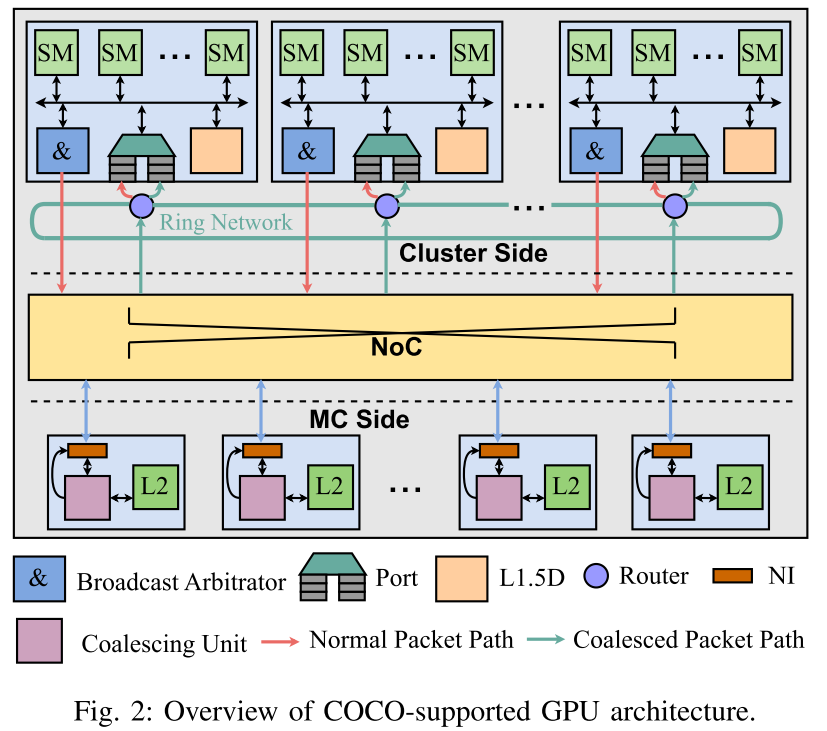 SM SM ... SM SM SM ... SM SM SM ... SM
...
& & &
Ring Network ...
Cluster Side
NoC
MC Side
L2 L2 ... L2 L2
& Broadcast Arbitrator Port L1.5D Router NI
Coalescing Unit Normal Packet Path Coalesced Packet Path
Fig. 2: Overview of COCO-supported GPU architecture.